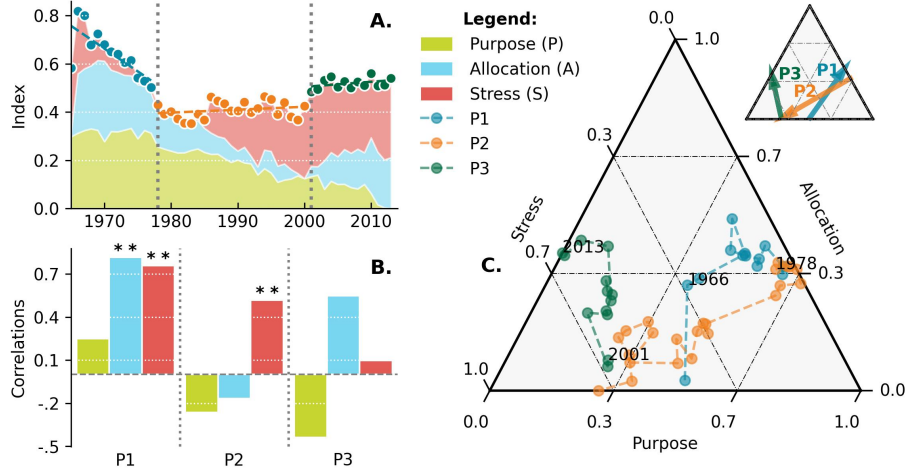 0.8
0.6
0.4
0.2
0.0
Index
A.
1970
1980
1990
2000
2010
Legend:
Purpose (P)
Allocation (A)
Stress (S)
P1
P2
P3
0.7
0.4
0.1
-.2
-.5
Correlations
B.
**
**
**
P1
P2
P3
C.
0.0
0.3
0.7
1.0
Stress
1.0
0.7
0.3
0.0
Allocation
0.0
0.3
0.7
1.0
Purpose
2013
1966
1978
2001
P3
P1
P2